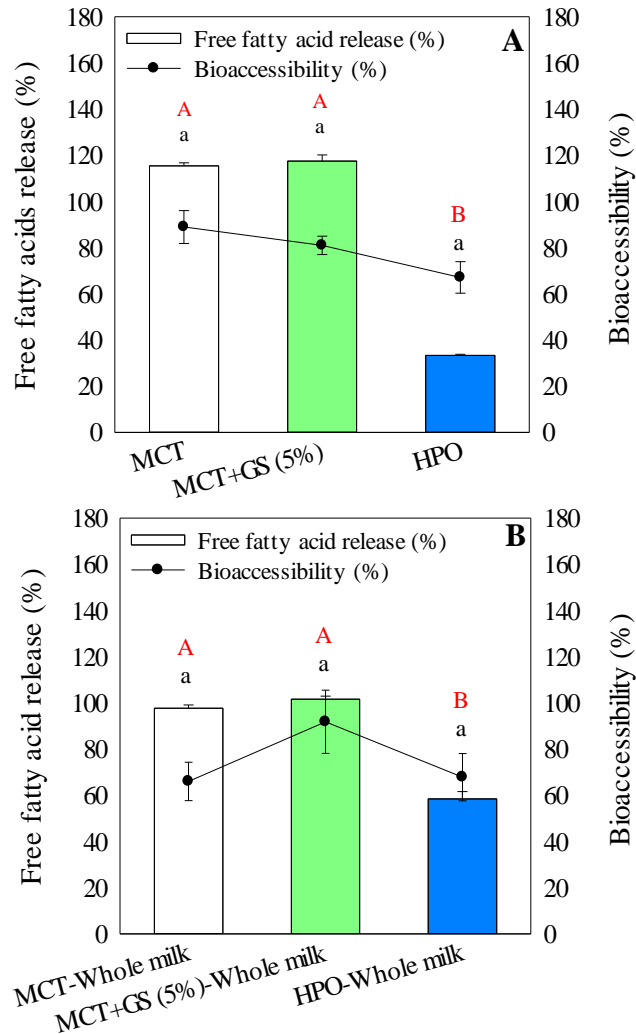 180
160
140
120
100
80
60
40
20
0
Free fatty acids release (%)
Free fatty acid release (%)
Bioaccessibility (%)
A
A
a
A
a
B
a
180
160
140
120
100
80
60
40
20
0
Bioaccessibility (%)
MCT
MCT+GS (5%)
HPO
180
160
140
120
100
80
60
40
20
0
Free fatty acid release (%)
Free fatty acid release (%)
Bioaccessibility (%)
B
A
a
A
a
B
a
180
160
140
120
100
80
60
40
20
0
Bioaccessibility (%)
MCT-Whole milk
MCT+GS (5%)-Whole milk
HPO-Whole milk